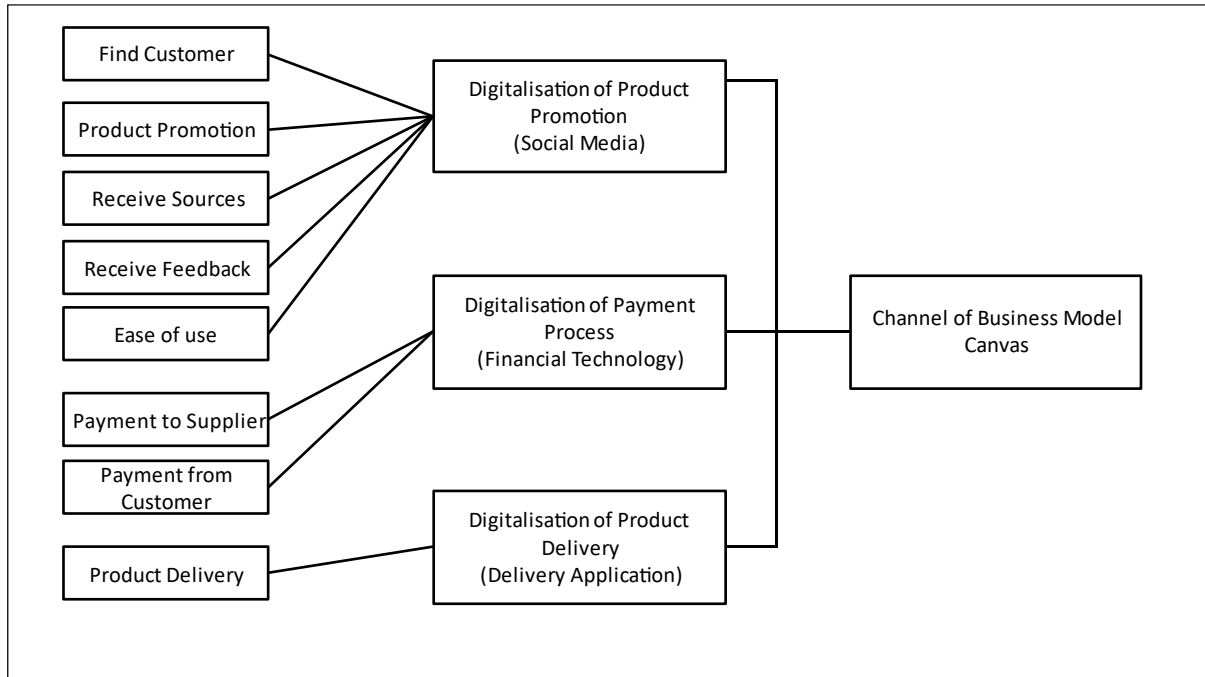 Find Customer
Product Promotion
Receive Sources
Receive Feedback
Ease of use
Payment to Supplier
Payment from
Customer
Product Delivery
Digitalisation of Product
Promotion
(Social Media)
Digitalisation of Payment
Process
(Financial Technology)
Digitalisation of Product
Delivery
(Delivery Application)
Channel of Business Model
Canvas